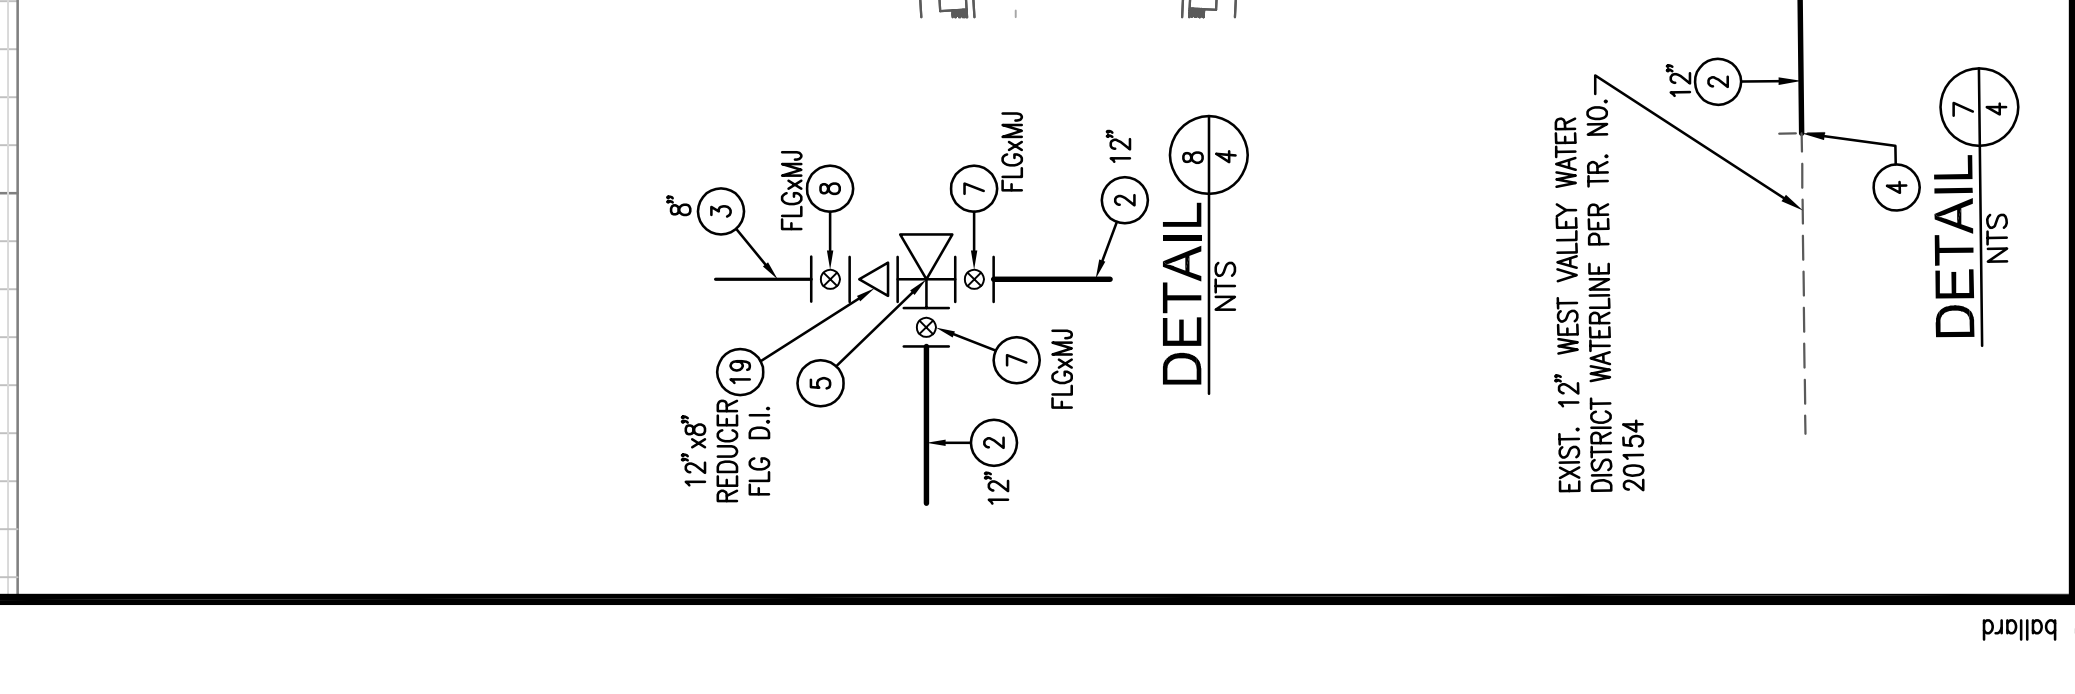 8"
3
FLGxMJ
8
7
FLGxMJ
2
12"
19
12"x8"
REDUCER
FLG D.I.
5
7
FLGxMJ
2
12"
DETAIL
8
4
NTS
EXIST. 12" WEST VALLEY WATER
DISTRICT WATERLINE PER TR. NO.
20154
12"
2
4
DETAIL
7
4
NTS
ballard